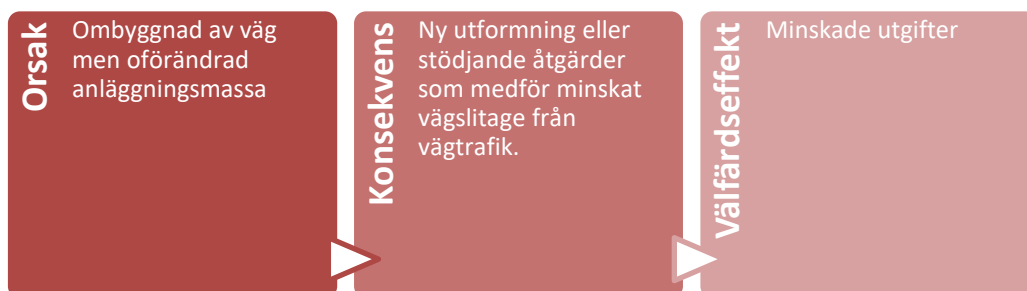 Orsak
Ombyggnad av väg
men oförändrad
anläggningsmassa
Konsekvens
Ny utformning eller
stödjande åtgärder
som medför minskat
vägslitage från
vägtrafik.
Välfärdseffekt
Minskade utgifter